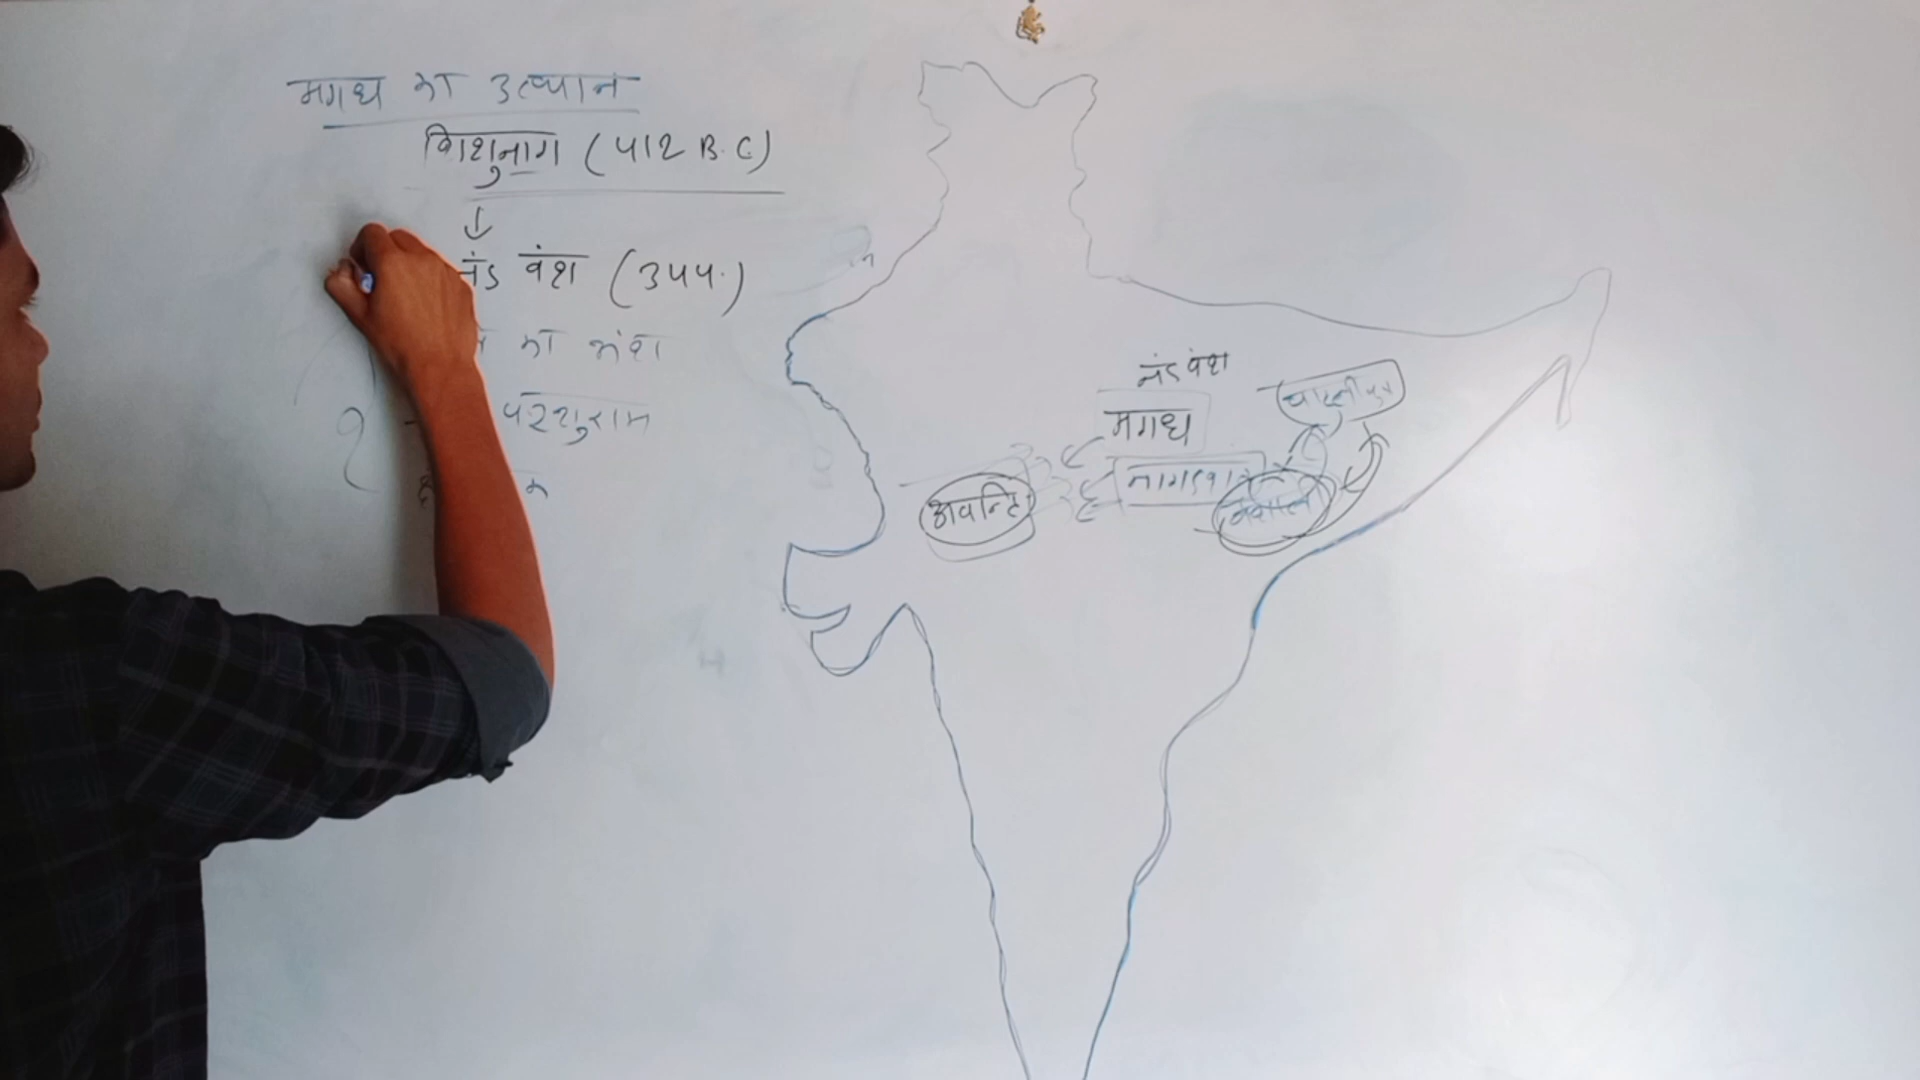 मगध का उत्थान
शिशुनाग (412 B.C)
↓
नंद वंश (344.)
का अंश
परशुराम
नंद वंश
मगध
पाटलीपुत्र
नागदशक
अवन्ति
वैशाली